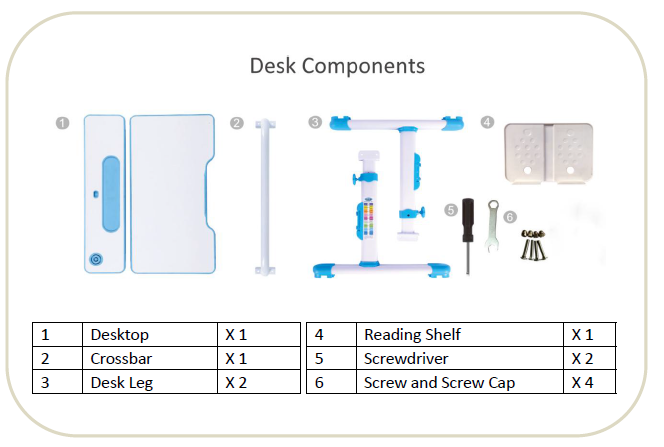 Desk Components
1
2
3
4
5
6
1 Desktop X 1 4 Reading Shelf X 1
2 Crossbar X 1 5 Screwdriver X 2
3 Desk Leg X 2 6 Screw and Screw Cap X 4